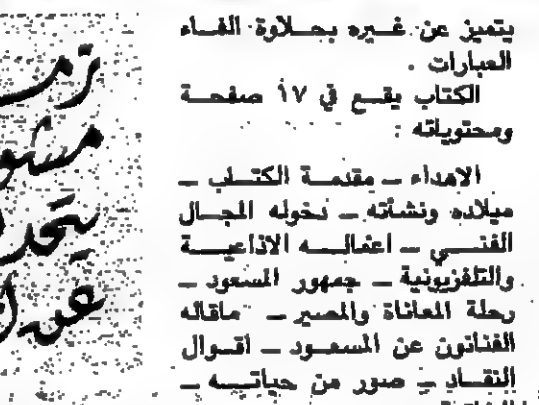 يتميز عن غيره بحلاوة القاء
العبارات .
الكتاب يقع في ١٧ صفحة
ومحتوياته :
الاهداء – مقدمة الكتاب –
ميلاده ونشأته – دخوله المجال
الفني – اعماله الاذاعية
والتلفزيونية – جمهور المسعود –
رحلة المعاناة والمصير – ماقاله
الفنانون عن المسعود – اقوال
النقاد – صور من حياته –